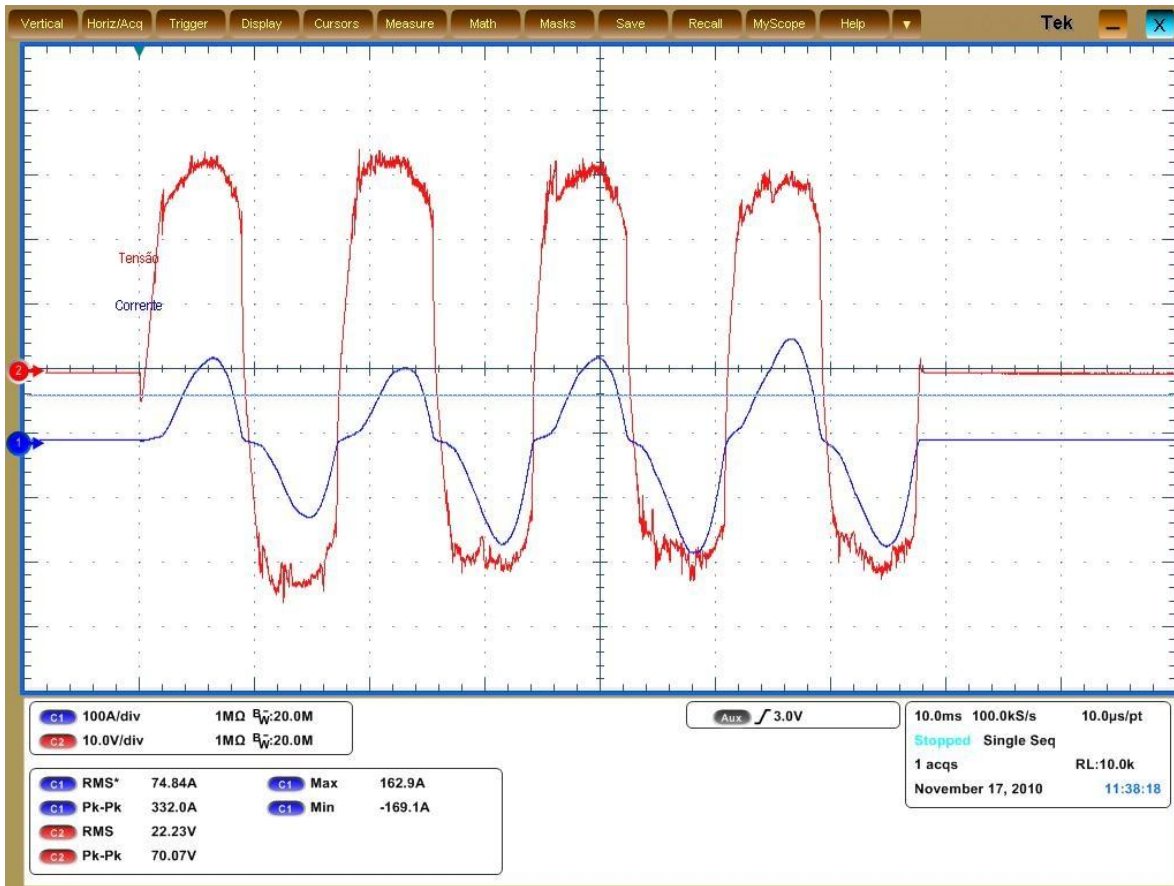 Vertical Horiz/Acq Trigger Display Cursors Measure Math Masks Save Recall MyScope Help Tek X
Tensão
Corrente
2
1
C1 100A/div 1MΩ BW:20.0M
C2 10.0V/div 1MΩ BW:20.0M
Aux 3.0V
10.0ms 100.0kS/s 10.0µs/pt
Stopped Single Seq
1 acqs RL:10.0k
November 17, 2010 11:38:18
C1 RMS* 74.84A C1 Max 162.9A
C1 Pk-Pk 332.0A C1 Min -169.1A
C2 RMS 22.23V
C2 Pk-Pk 70.07V